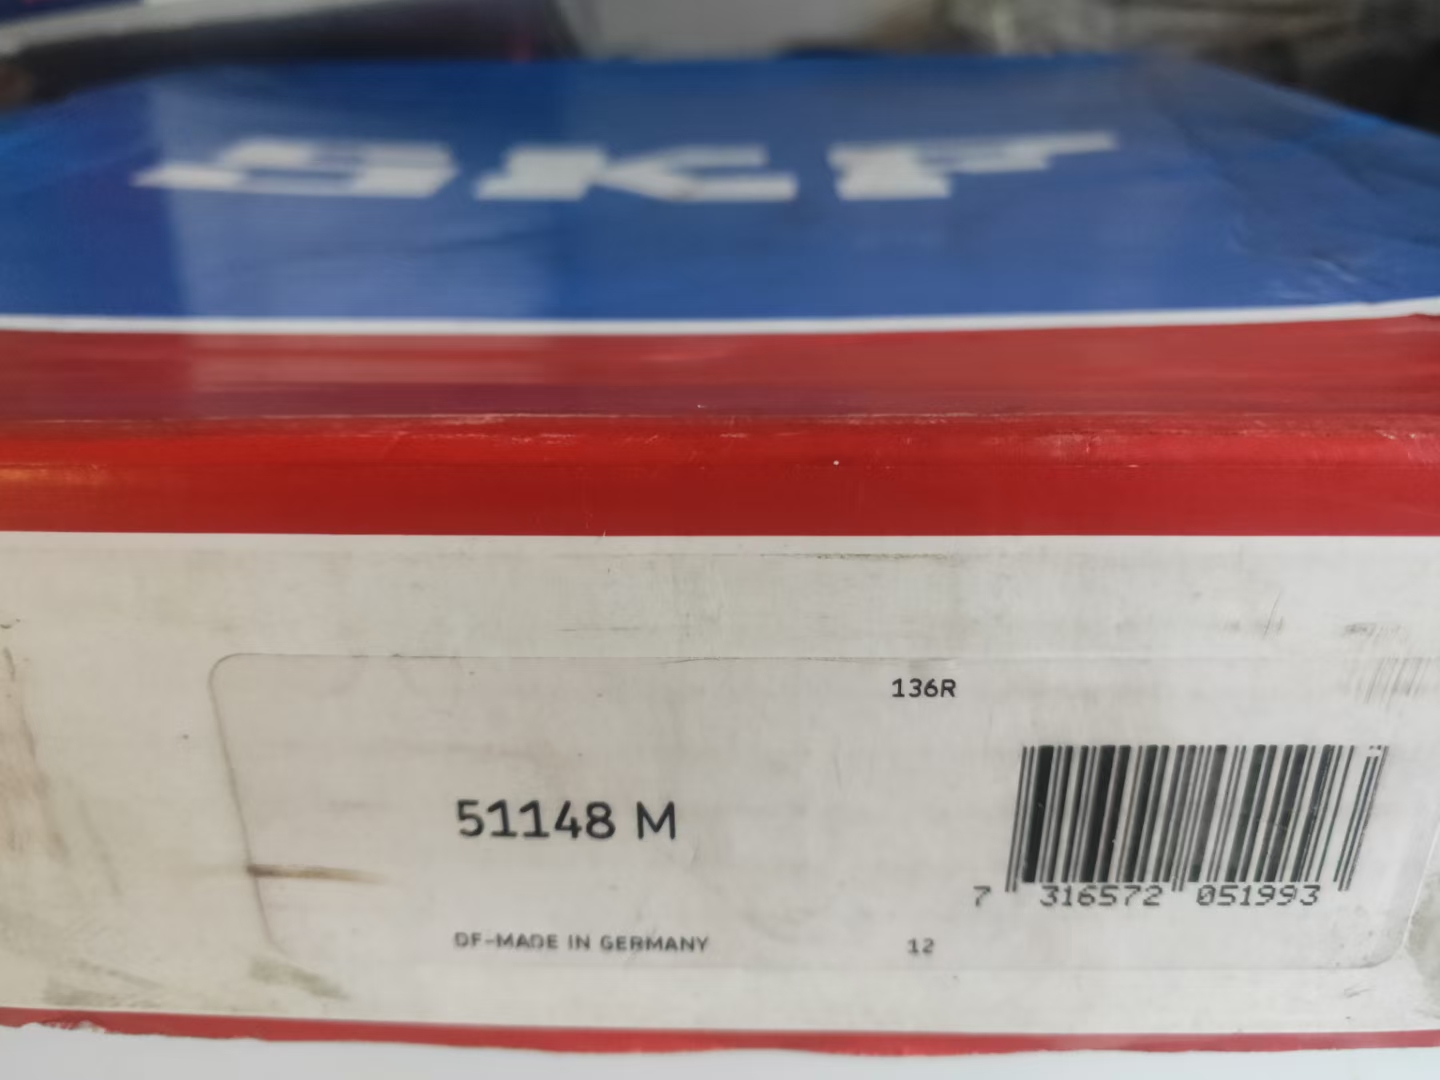 SKF
136R
51148 M
7 316572 051993
DF-MADE IN GERMANY
12